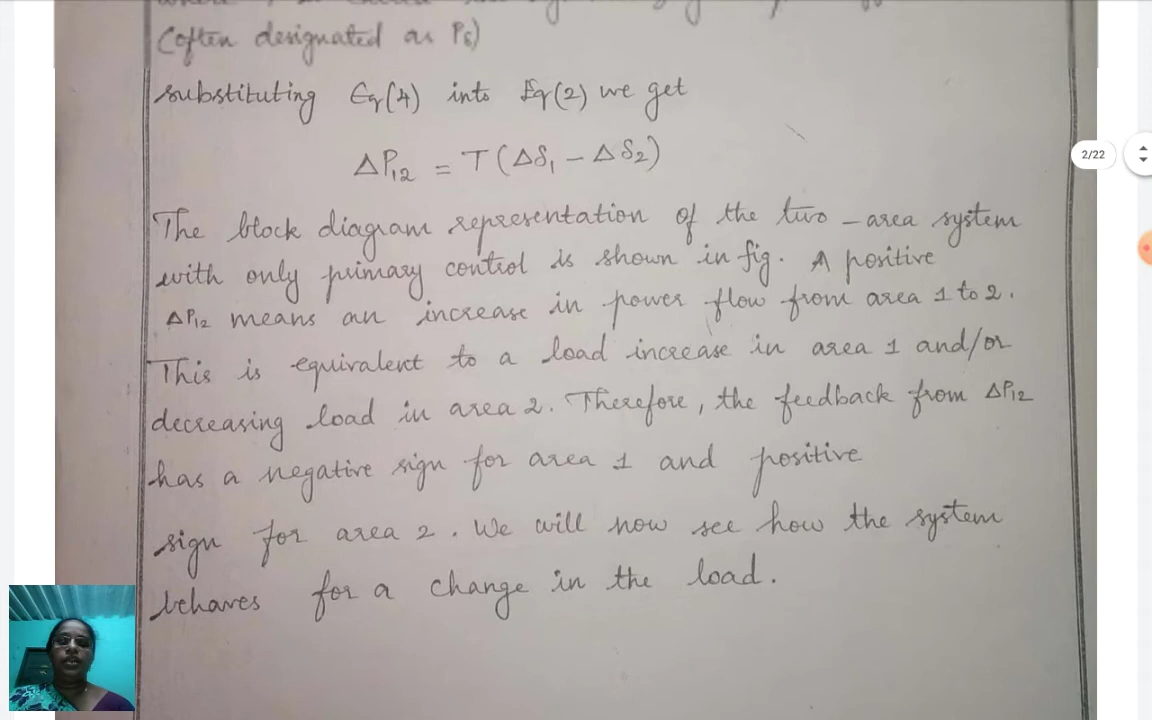 (often designated as Ps)
substituting Eq(4) into Eq(2) we get
ΔP12 = T(Δδ1 - Δδ2)
The block diagram representation of the two-area system
with only primary control is shown in fig. A positive
ΔP12 means an increase in power flow from area 1 to 2.
This is equivalent to a load increase in area 1 and/or
decreasing load in area 2. Therefore, the feedback from ΔP12
has a negative sign for area 1 and positive
sign for area 2. We will now see how the system
behaves for a change in the load.
2/22